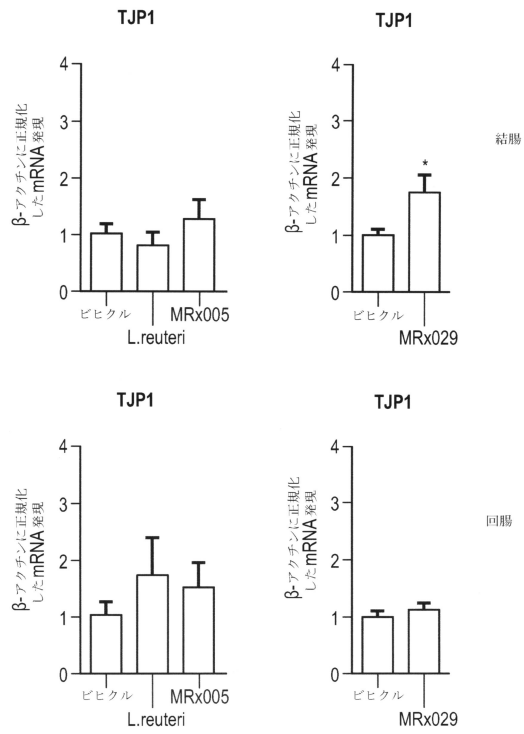 TJP1
β-アクチンに正規化
したmRNA発現
4
3
2
1
0
ビヒクル
L.reuteri
MRx005
TJP1
β-アクチンに正規化
したmRNA発現
4
3
2
1
0
*
ビヒクル
MRx029
結腸
TJP1
β-アクチンに正規化
したmRNA発現
4
3
2
1
0
ビヒクル
L.reuteri
MRx005
TJP1
β-アクチンに正規化
したmRNA発現
4
3
2
1
0
ビヒクル
MRx029
回腸